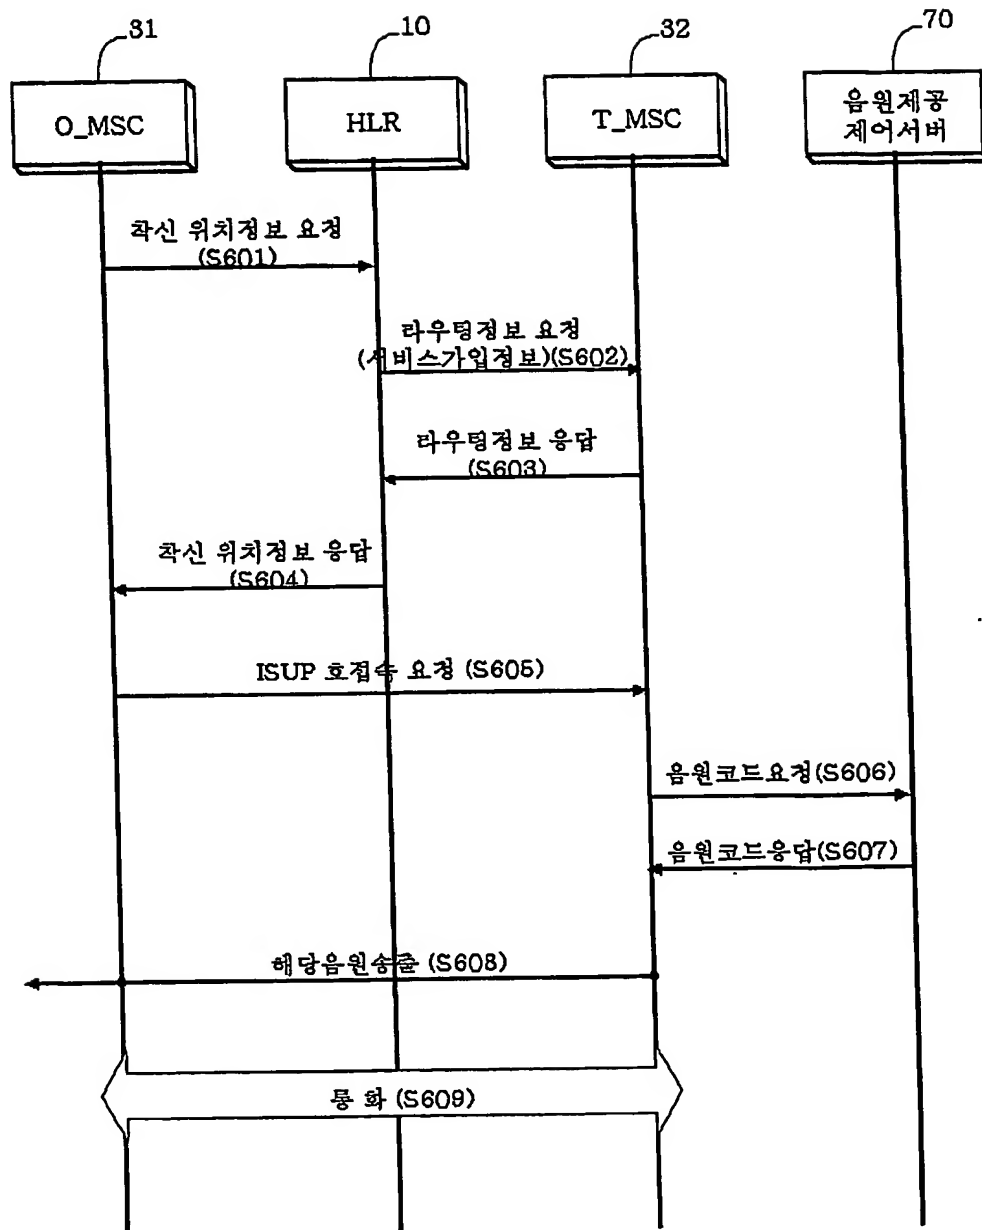 31
10
32
70
O_MSC
HLR
T_MSC
음원제공
제어서버
착신 위치정보 요청
(S601)
라우팅정보 요청
(서비스가입정보)(S602)
라우팅정보 응답
(S603)
착신 위치정보 응답
(S604)
ISUP 호접속 요청 (S605)
음원코드요청(S606)
음원코드응답(S607)
해당음원송출 (S608)
통 화 (S609)